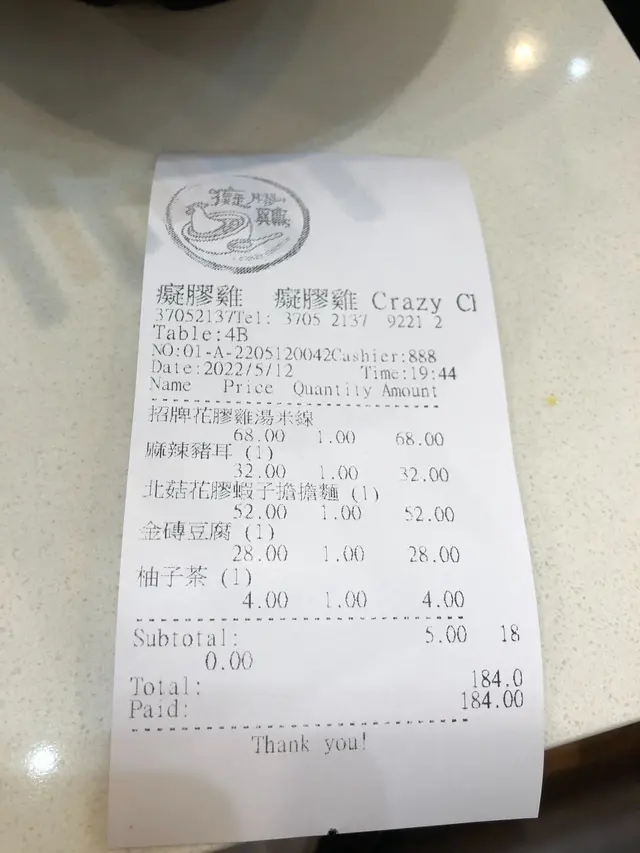 癡膠雞
癡膠雞 癡膠雞 Crazy Cl
37052137Tel: 3705 2137 9221 2
Table:4B
NO:01-A-2205120042Cashier:888
Date:2022/5/12 Time:19:44
Name Price Quantity Amount
招牌花膠雞湯米線
68.00 1.00 68.00
麻辣豬耳 (1)
32.00 1.00 32.00
北菇花膠蝦子擔擔麵 (1)
52.00 1.00 52.00
金磚豆腐 (1)
28.00 1.00 28.00
柚子茶 (1)
4.00 1.00 4.00
Subtotal: 5.00 18
0.00
Total: 184.0
Paid: 184.00
Thank you!